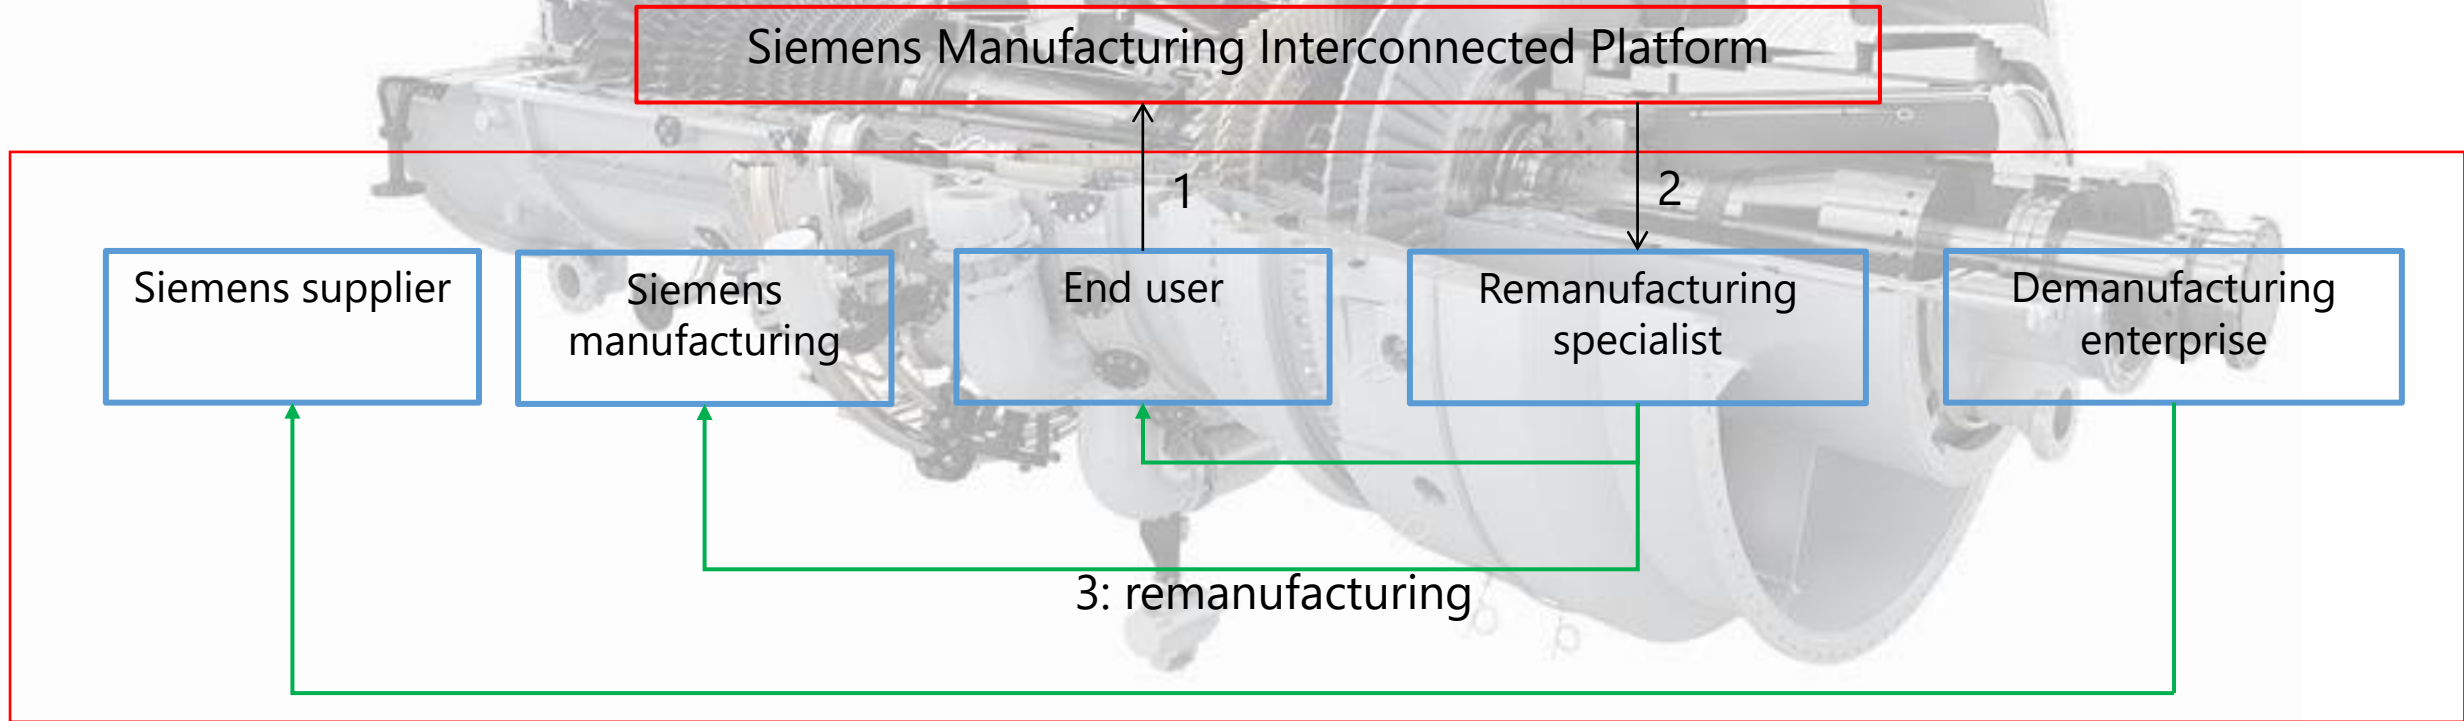 Siemens Manufacturing Interconnected Platform
1
2
Siemens supplier
Siemens
manufacturing
End user
Remanufacturing
specialist
Demanufacturing
enterprise
3: remanufacturing